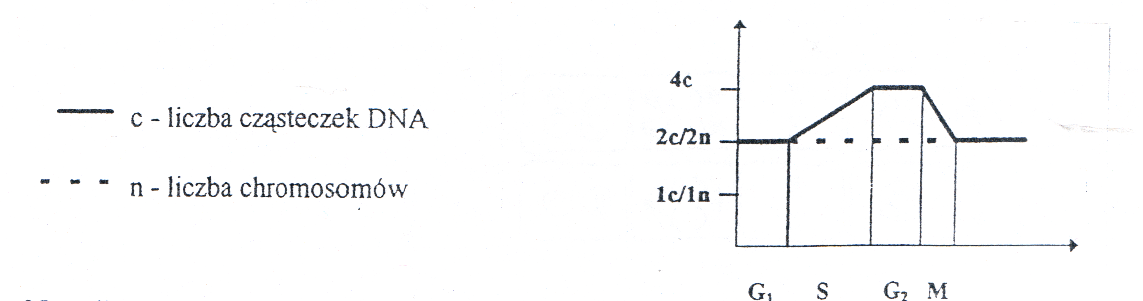 c - liczba cząsteczek DNA
n - liczba chromosomów
4c
2c/2n
1c/1n
G₁ S G₂ M